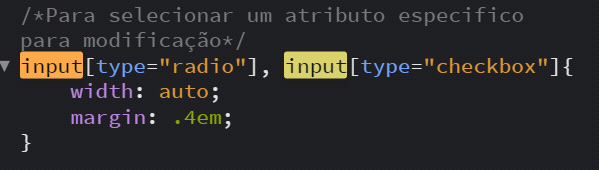 /*Para selecionar um atributo especifico
para modificação*/
input[type="radio"], input[type="checkbox"]{
    width: auto;
    margin: .4em;
}